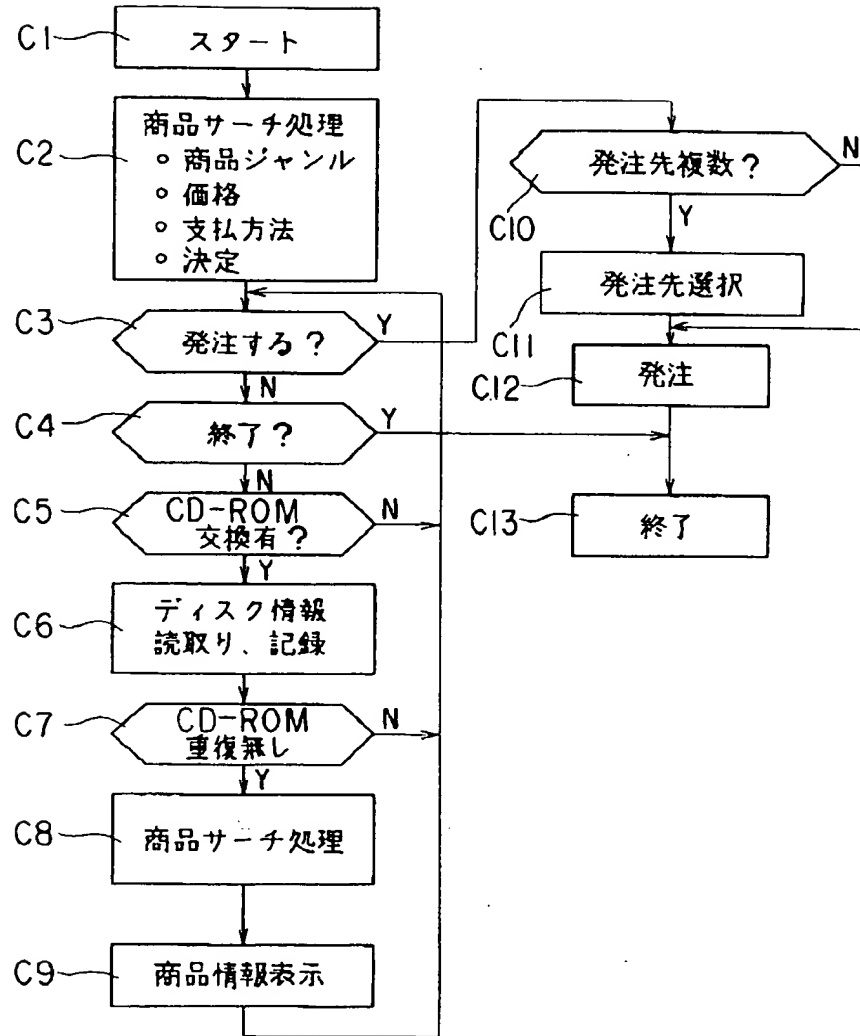 C1
スタート
C2
商品サーチ処理
○ 商品ジャンル
○ 価格
○ 支払方法
○ 決定
C3
発注する?
Y
N
C4
終了?
Y
N
C5
CD-ROM
交換有?
N
Y
C6
ディスク情報
読取り、記録
C7
CD-ROM
重複無し
N
Y
C8
商品サーチ処理
C9
商品情報表示
発注先複数?
N
C10
Y
発注先選択
C11
C12
発注
C13
終了